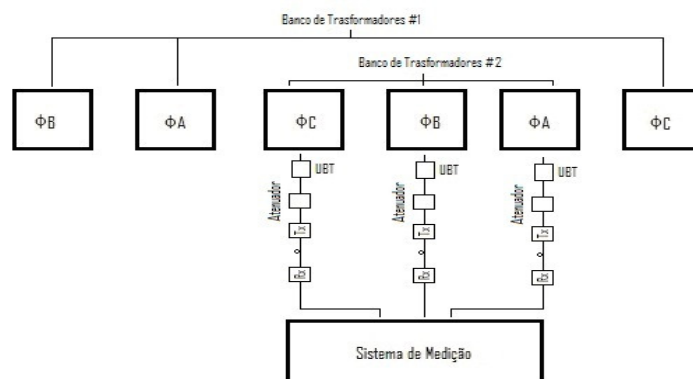 Banco de Trasformadores #1
Banco de Trasformadores #2
ΦB
ΦA
ΦC
ΦB
ΦA
ΦC
UBT
UBT
UBT
Atenuador
Atenuador
Atenuador
Tx
Tx
Tx
Rx
Rx
Rx
Sistema de Medição